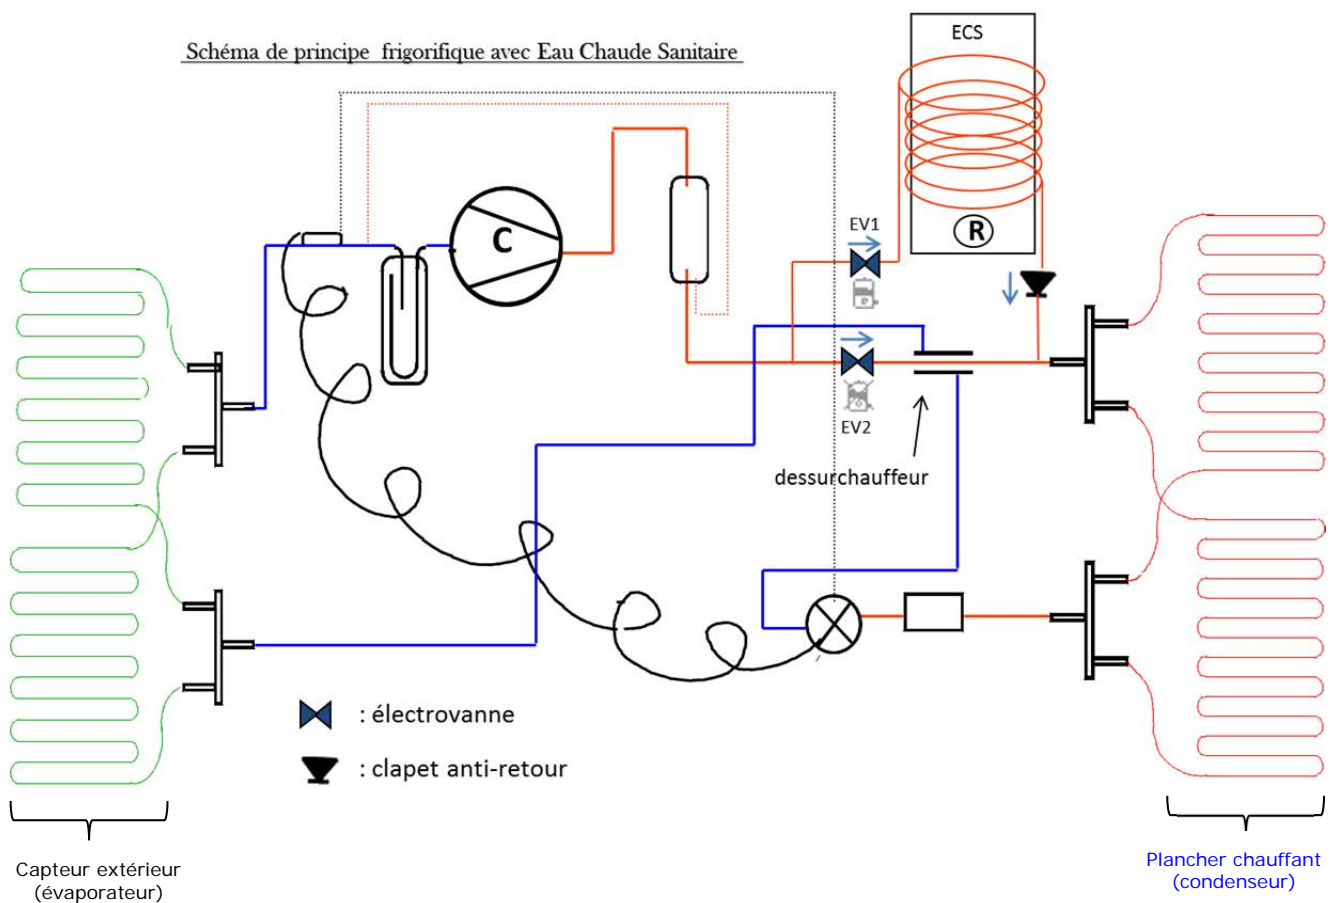 Schéma de principe  frigorifique avec Eau Chaude Sanitaire
ECS
EV1
C
R
EV2
dessurchauffeur
: électrovanne
: clapet anti-retour
Capteur extérieur
(évaporateur)
Plancher chauffant
(condenseur)